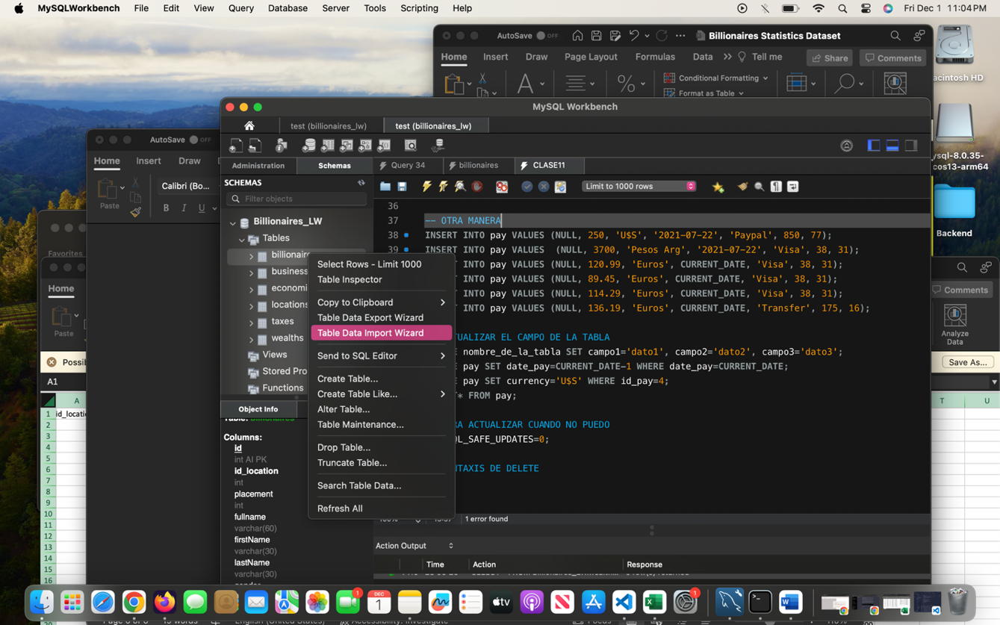 MySQLWorkbench File Edit View Query Database Server Tools Scripting Help Fri Dec 1 11:04 PM
AutoSave OFF Billionaires Statistics Dataset
Home Insert Draw Page Layout Formulas Data Tell me Share Comments
Conditional Formatting
Format as Table
Macintosh HD
MySQL Workbench
test (billionaires_lw) test (billionaires_lw)
AutoSave OFF
Home Insert Draw
Calibri (Bo...
Paste
B I U
Administration Schemas Query 34 billionaires CLASE11
SCHEMAS
Filter objects
Limit to 1000 rows
ysql-8.0.35-
cos13-arm64
Backend
Billionaires_LW
Tables
billionaire
business
economi
locations
taxes
wealths
Views
Stored Pro
Functions
36
37 -- OTRA MANERA
38 INSERT INTO pay VALUES (NULL, 250, 'U$S', '2021-07-22', 'Paypal', 850, 77);
39 INSERT INTO pay VALUES (NULL, 3700, 'Pesos Arg', '2021-07-22', 'Visa', 38, 31);
INTO pay VALUES (NULL, 120.99, 'Euros', CURRENT_DATE, 'Visa', 38, 31);
INTO pay VALUES (NULL, 89.45, 'Euros', CURRENT_DATE, 'Visa', 38, 31);
INTO pay VALUES (NULL, 114.29, 'Euros', CURRENT_DATE, 'Visa', 38, 31);
INTO pay VALUES (NULL, 136.19, 'Euros', CURRENT_DATE, 'Transfer', 175, 16);
TUALIZAR EL CAMPO DE LA TABLA
E nombre_de_la_tabla SET campo1='dato1', campo2='dato2', campo3='dato3';
E pay SET date_pay=CURRENT_DATE-1 WHERE date_pay=CURRENT_DATE;
E pay SET currency='U$S' WHERE id_pay=4;
T* FROM pay;
RA ACTUALIZAR CUANDO NO PUEDO
QL_SAFE_UPDATES=0;
NTAXIS DE DELETE
Select Rows - Limit 1000
Table Inspector
Copy to Clipboard
Table Data Export Wizard
Table Data Import Wizard
Send to SQL Editor
Create Table...
Create Table Like...
Alter Table...
Table Maintenance...
Drop Table...
Truncate Table...
Search Table Data...
Refresh All
Object Info
Table: billionaires
Columns:
id
int AI PK
id_location
int
placement
int
fullname
varchar(60)
firstName
varchar(30)
lastName
varchar(30)
1 error found
Action Output
Time Action Response
Favorites
Home
Paste
Possi
A1
A
1 id_locatio
2
3
4
5
6
7
8
9
10
11
12
13
14
15
16
Comments
Analyze
Data
Save As...
T U
1
DEC
1
tv
1
English (United States) Accessibility: Investigate Focus